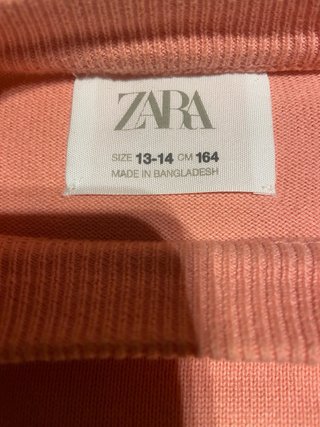 ZARA
SIZE 13-14 CM 164
MADE IN BANGLADESH